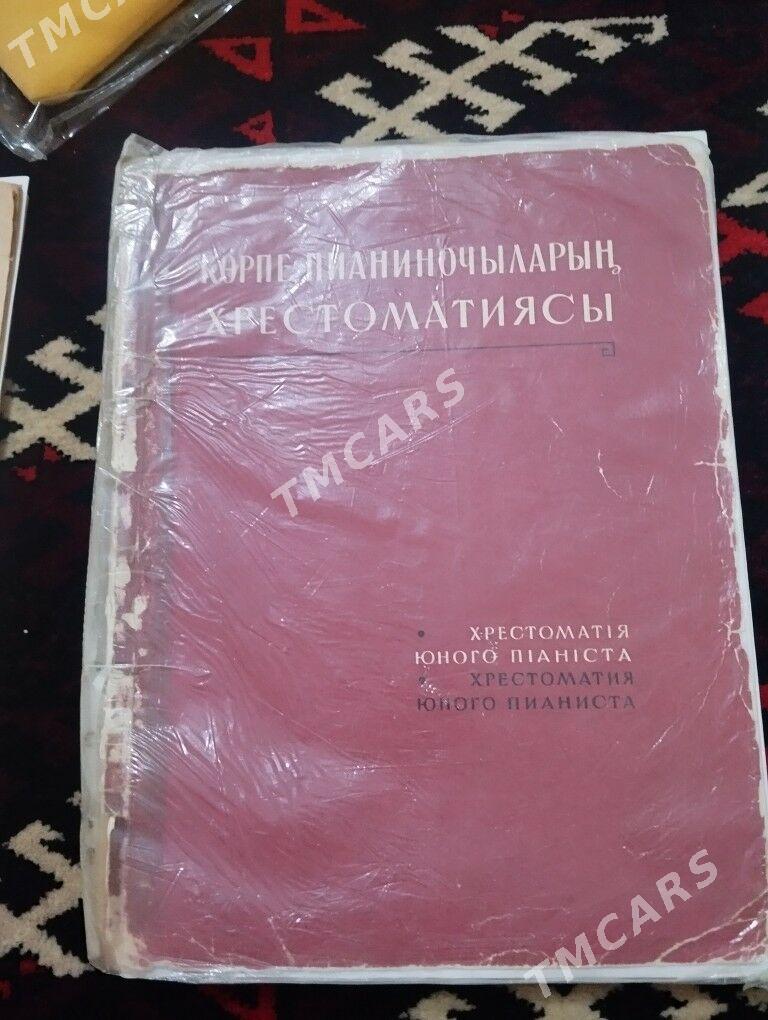 TMCARS
КӨРПЕ ПИАНИНОЧЫЛАРЫҢ
ХРЕСТОМАТИЯСЫ
TMCARS
• ХРЕСТОМАТІЯ
ЮНОГО ПІАНІСТА
• ХРЕСТОМАТИЯ
ЮНОГО ПИАНИСТА
TMCARS